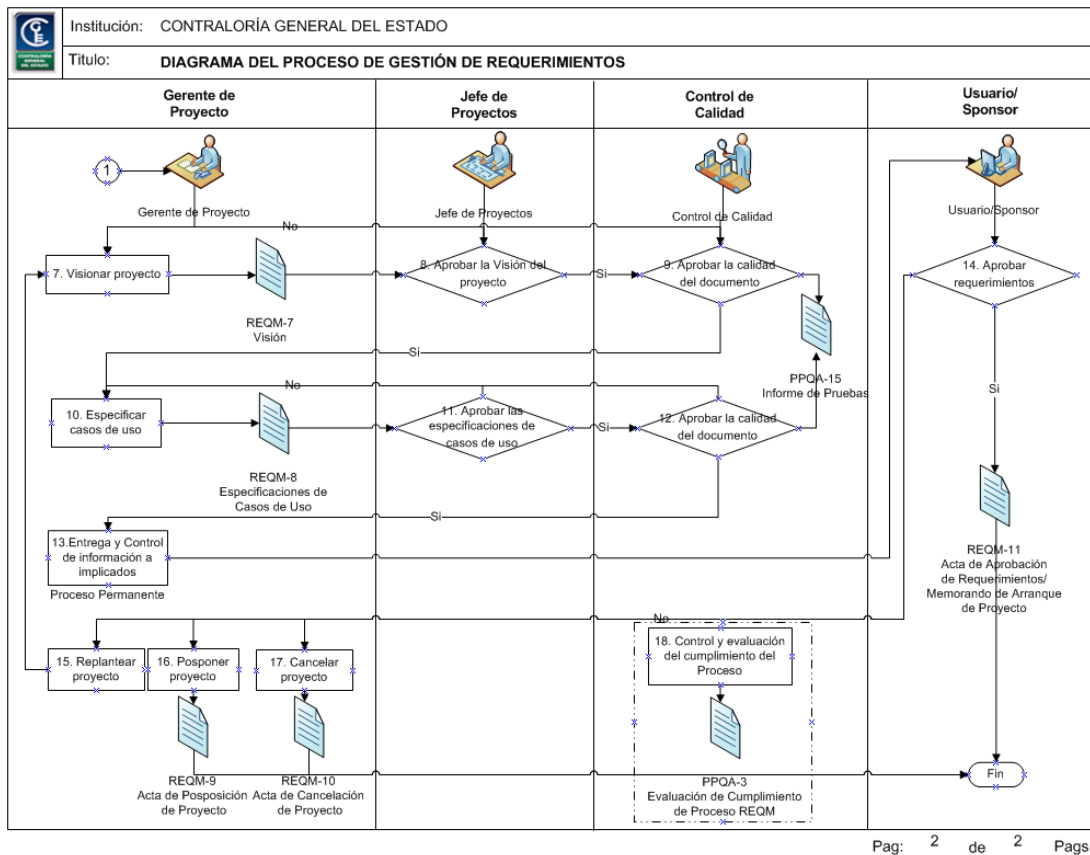 Institución: CONTRALORÍA GENERAL DEL ESTADO
CONTRALORÍA
GENERAL
DEL ESTADO
Título: DIAGRAMA DEL PROCESO DE GESTIÓN DE REQUERIMIENTOS
Gerente de
Proyecto
Jefe de
Proyectos
Control de
Calidad
Usuario/
Sponsor
1
Gerente de Proyecto
Jefe de Proyectos
Control de Calidad
Usuario/Sponsor
No
7. Visionar proyecto
REQM-7
Visión
8. Aprobar la Visión del
proyecto
Si
9. Aprobar la calidad
del documento
14. Aprobar
requerimientos
PPQA-15
Informe de Pruebas
Si
No
Si
10. Especificar
casos de uso
REQM-8
Especificaciones de
Casos de Uso
11. Aprobar las
especificaciones de
casos de uso
Si
12. Aprobar la calidad
del documento
Si
13.Entrega y Control
de información a
implicados
Proceso Permanente
REQM-11
Acta de Aprobación
de Requerimientos/
Memorando de Arranque
de Proyecto
No
15. Replantear
proyecto
16. Posponer
proyecto
17. Cancelar
proyecto
18. Control y evaluación
del cumplimiento del
Proceso
REQM-9
Acta de Posposición
de Proyecto
REQM-10
Acta de Cancelación
de Proyecto
PPQA-3
Evaluación de Cumplimiento
de Proceso REQM
Fin
Pag: 2 de 2 Pags